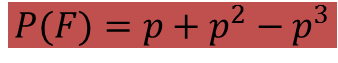 P(F) = p + p² − p³